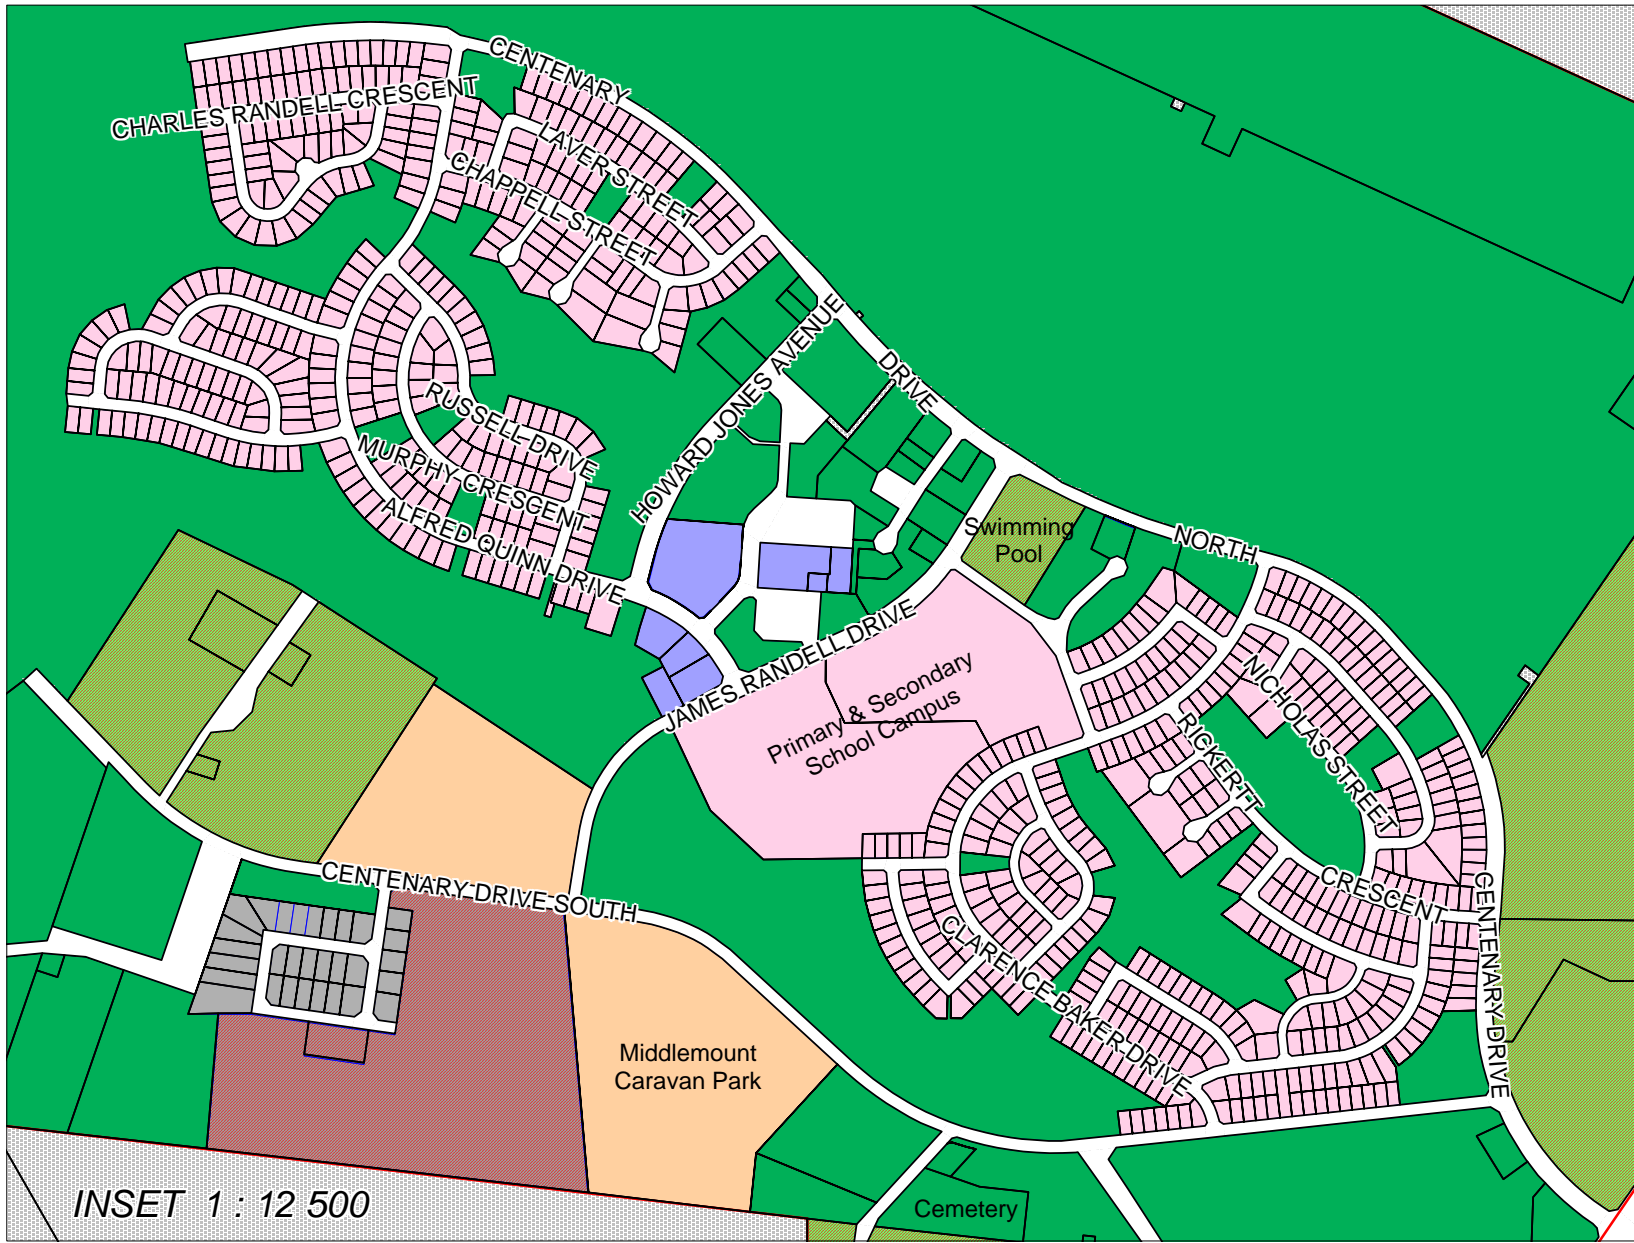 CENTENARY
CHARLES RANDELL CRESCENT
LAVER STREET
CHAPPELL STREET
HOWARD JONES AVENUE
DRIVE
RUSSELL DRIVE
MURPHY CRESCENT
ALFRED QUINN DRIVE
Swimming
Pool
NORTH
JAMES RANDELL DRIVE
Primary & Secondary
School Campus
NICHOLAS STREET
RICKERTT
CRESCENT
CENTENARY DRIVE SOUTH
CENTENARY DRIVE
CLARENCE BAKER DRIVE
Middlemount
Caravan Park
Cemetery
INSET 1 : 12 500